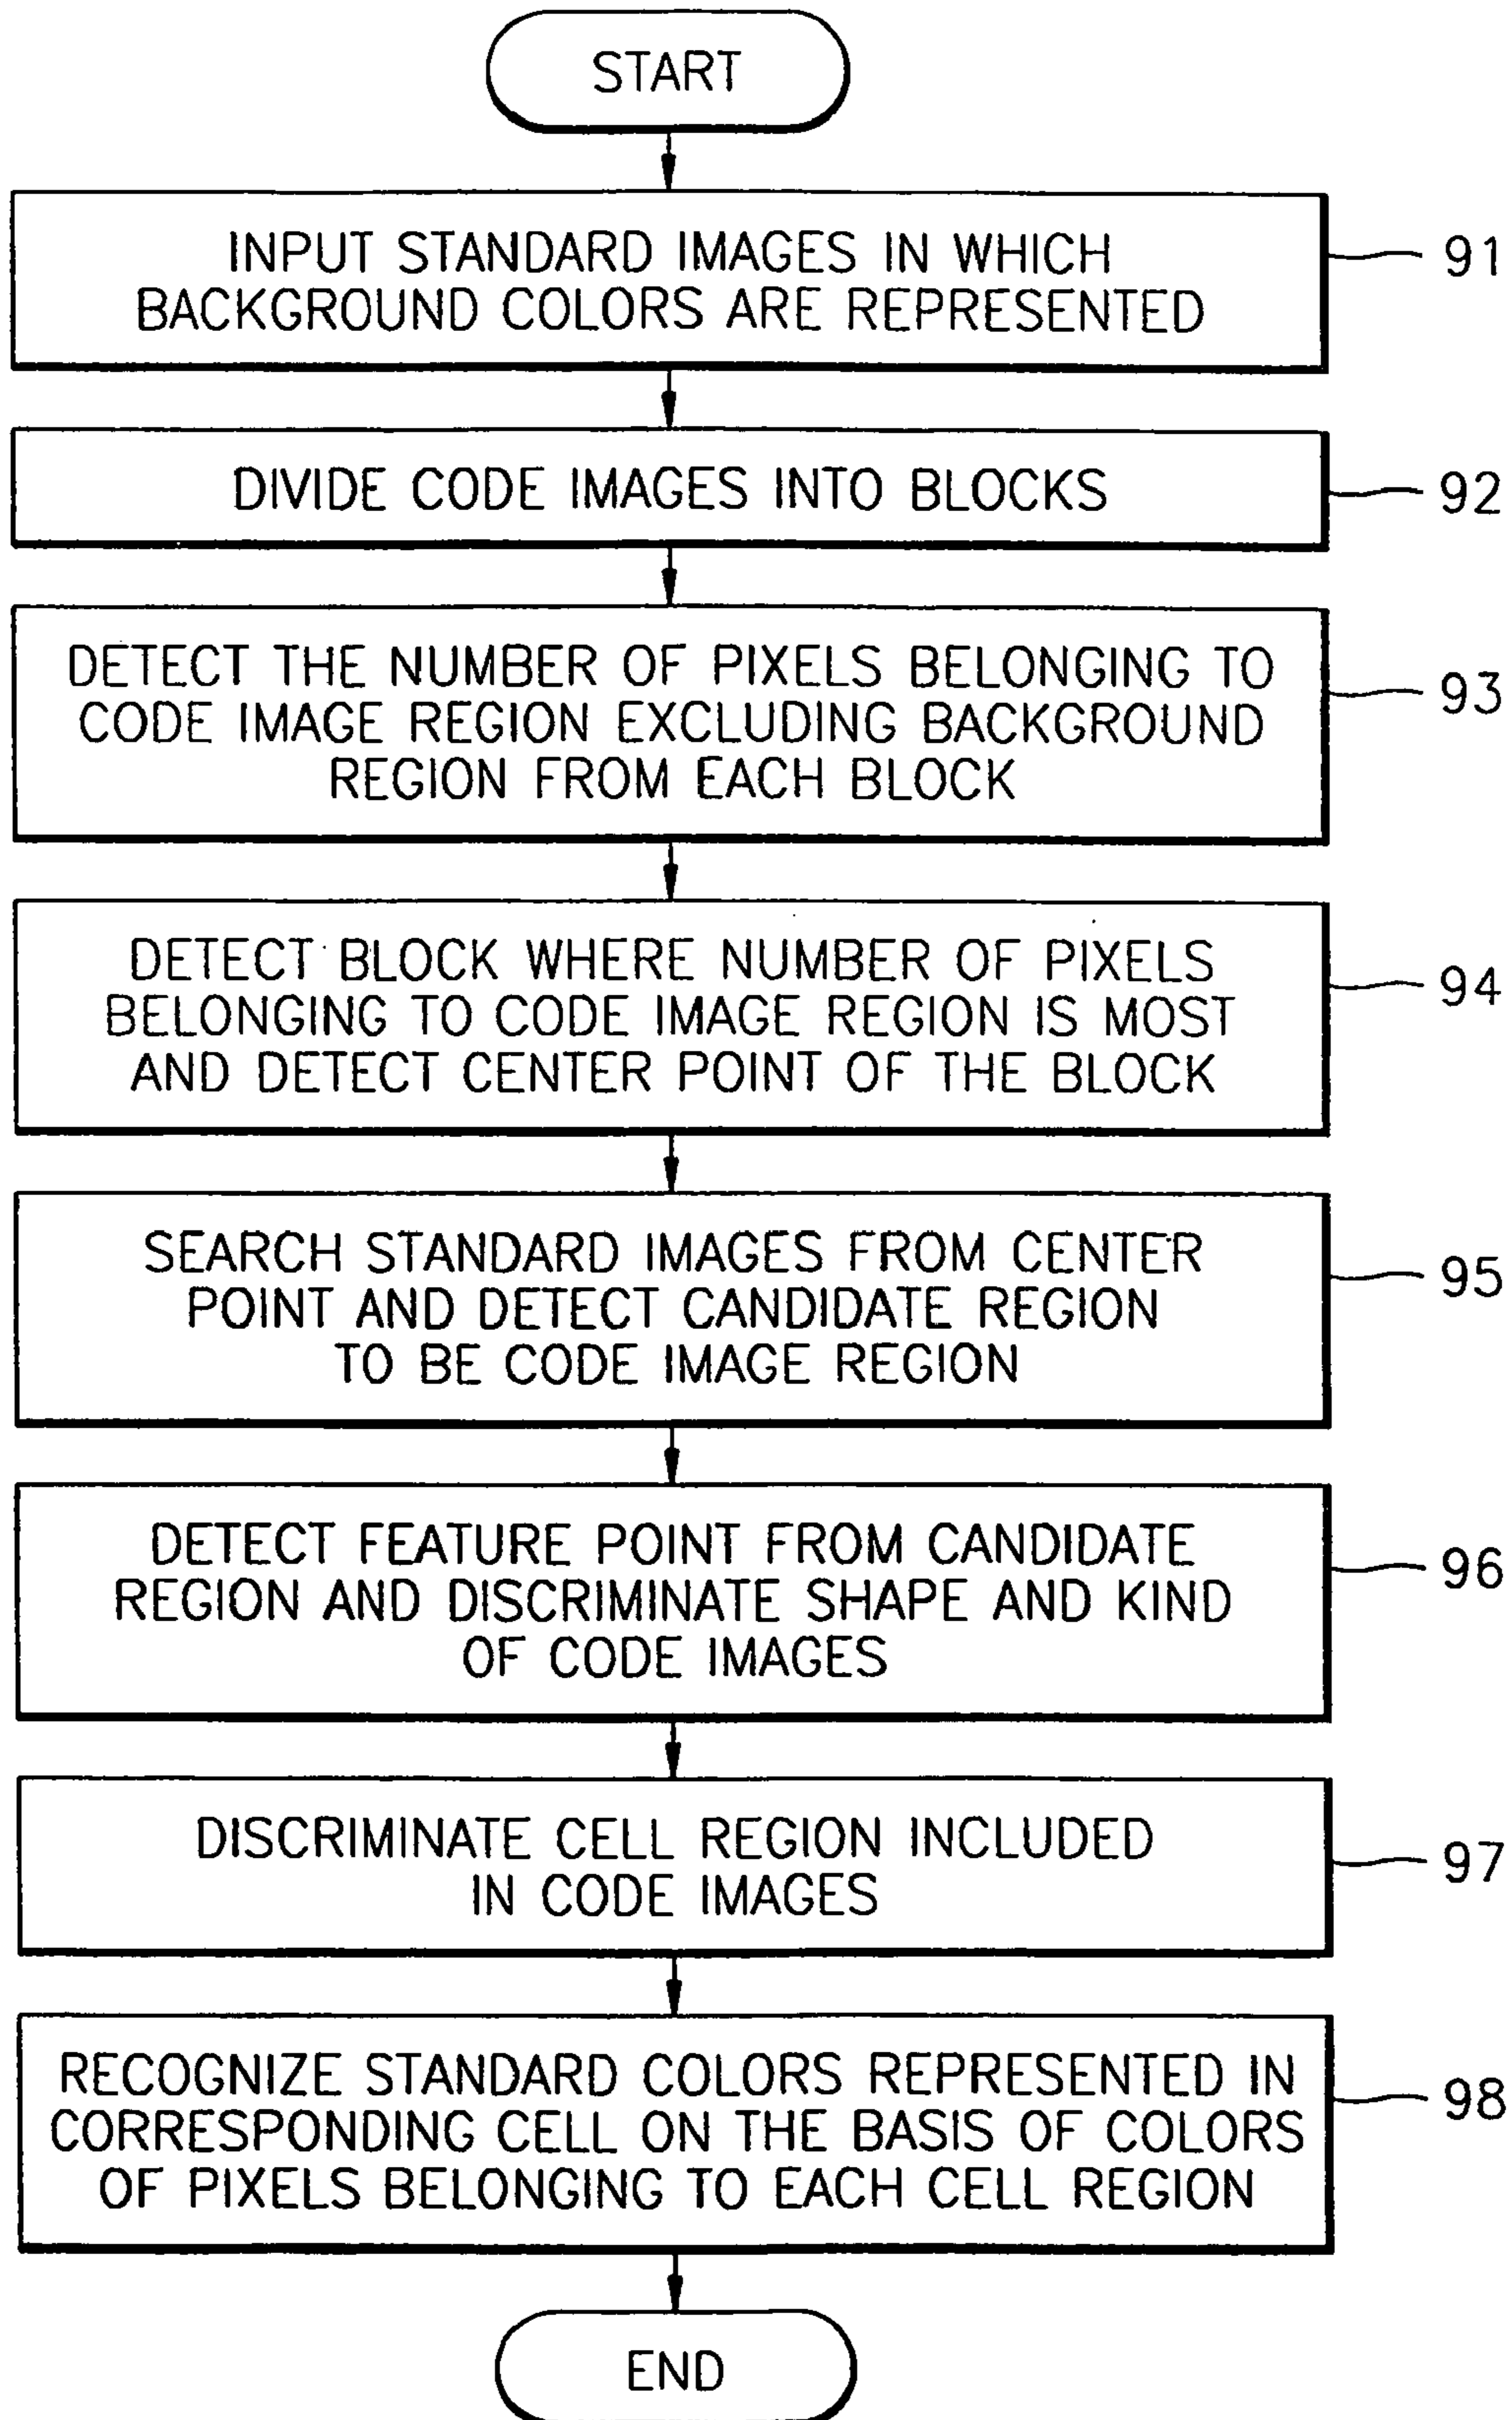 START
INPUT STANDARD IMAGES IN WHICH
BACKGROUND COLORS ARE REPRESENTED
91
DIVIDE CODE IMAGES INTO BLOCKS
92
DETECT THE NUMBER OF PIXELS BELONGING TO
CODE IMAGE REGION EXCLUDING BACKGROUND
REGION FROM EACH BLOCK
93
DETECT BLOCK WHERE NUMBER OF PIXELS
BELONGING TO CODE IMAGE REGION IS MOST
AND DETECT CENTER POINT OF THE BLOCK
94
SEARCH STANDARD IMAGES FROM CENTER
POINT AND DETECT CANDIDATE REGION
TO BE CODE IMAGE REGION
95
DETECT FEATURE POINT FROM CANDIDATE
REGION AND DISCRIMINATE SHAPE AND KIND
OF CODE IMAGES
96
DISCRIMINATE CELL REGION INCLUDED
IN CODE IMAGES
97
RECOGNIZE STANDARD COLORS REPRESENTED IN
CORRESPONDING CELL ON THE BASIS OF COLORS
OF PIXELS BELONGING TO EACH CELL REGION
98
END